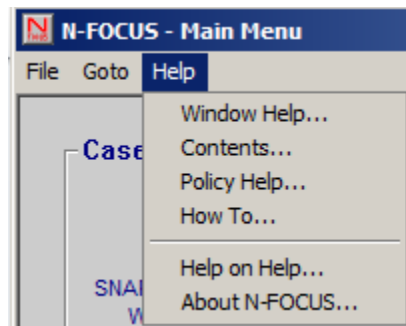 N-FOCUS - Main Menu
File Goto Help
Window Help...
Case
Contents...
Policy Help...
How To...
Help on Help...
SNA
About N-FOCUS...
W